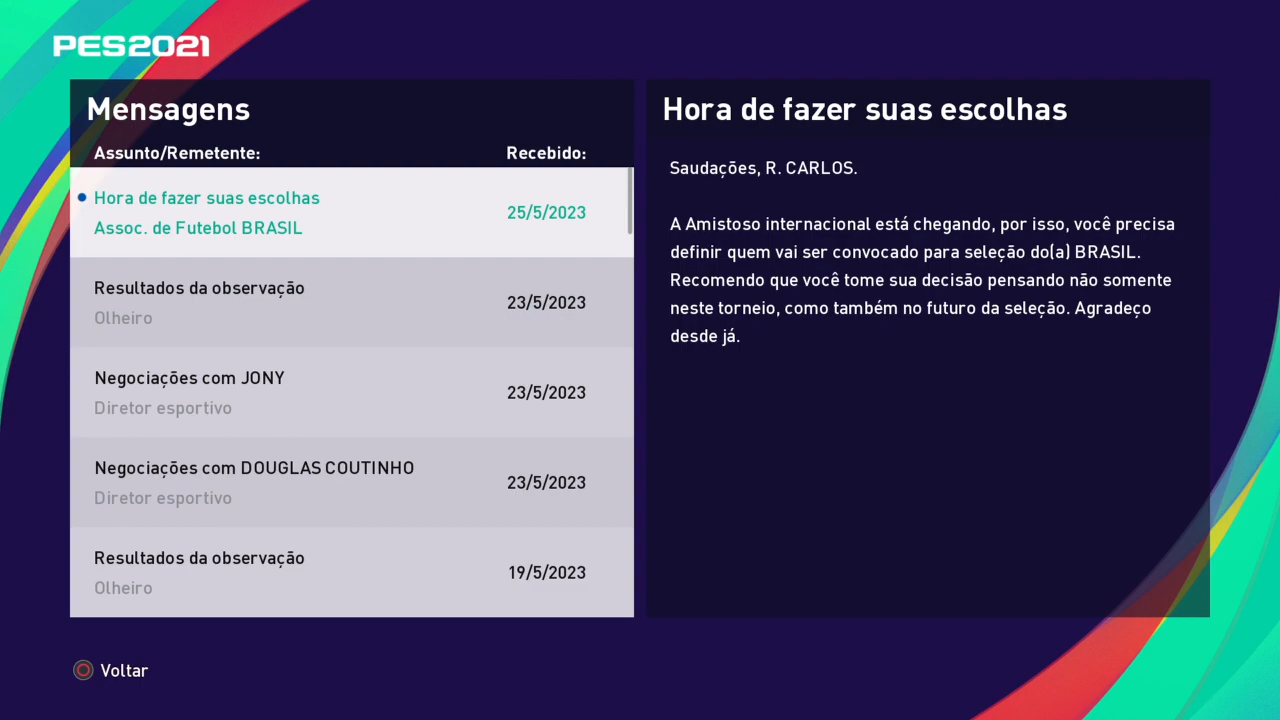 PES2021
Mensagens
Assunto/Remetente:
Recebido:
Hora de fazer suas escolhas
Assoc. de Futebol BRASIL
25/5/2023
Resultados da observação
Olheiro
23/5/2023
Negociações com JONY
Diretor esportivo
23/5/2023
Negociações com DOUGLAS COUTINHO
Diretor esportivo
23/5/2023
Resultados da observação
Olheiro
19/5/2023
Hora de fazer suas escolhas
Saudações, R. CARLOS.
A Amistoso internacional está chegando, por isso, você precisa
definir quem vai ser convocado para seleção do(a) BRASIL.
Recomendo que você tome sua decisão pensando não somente
neste torneio, como também no futuro da seleção. Agradeço
desde já.
Voltar